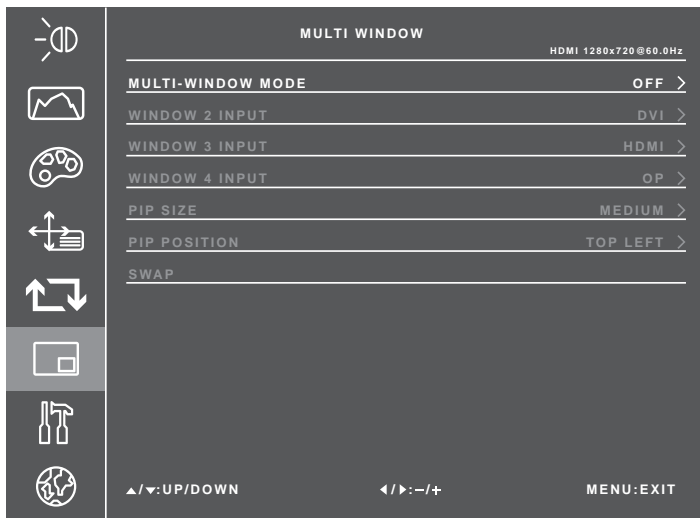 MULTI WINDOW
HDMI 1280x720@60.0Hz
MULTI-WINDOW MODE OFF >
WINDOW 2 INPUT DVI >
WINDOW 3 INPUT HDMI >
WINDOW 4 INPUT OP >
PIP SIZE MEDIUM >
PIP POSITION TOP LEFT >
SWAP
▲/▼:UP/DOWN ◀/▶:−/+ MENU:EXIT